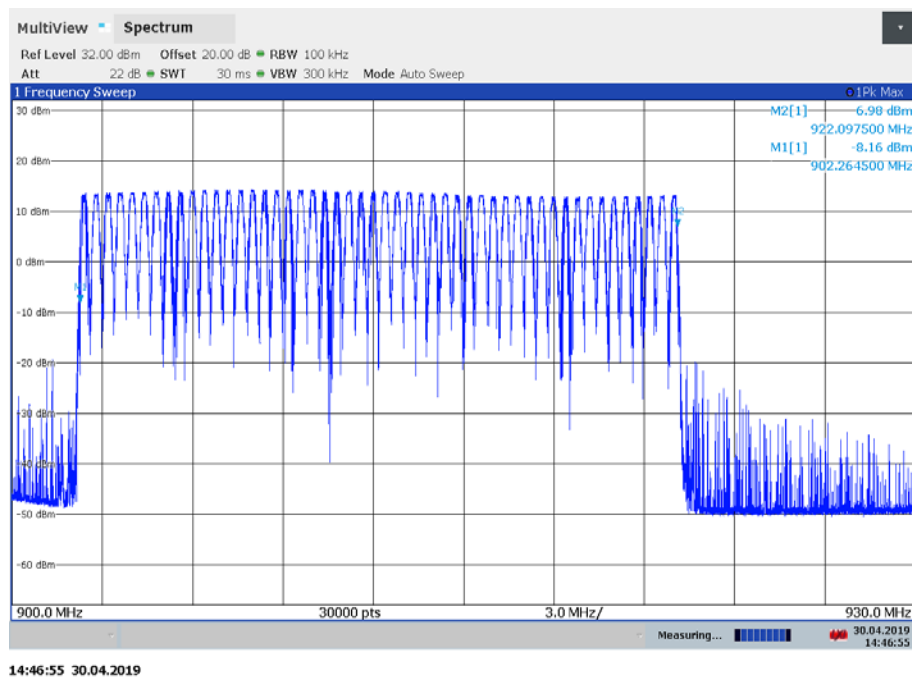 MultiView Spectrum
Ref Level 32.00 dBm Offset 20.00 dB RBW 100 kHz
Att 22 dB SWT 30 ms VBW 300 kHz Mode Auto Sweep
1 Frequency Sweep 1Pk Max
M2[1] 6.98 dBm
922.097500 MHz
M1[1] -8.16 dBm
902.264500 MHz
30 dBm
20 dBm
10 dBm
0 dBm
-10 dBm
-20 dBm
-30 dBm
-40 dBm
-50 dBm
-60 dBm
900.0 MHz 30000 pts 3.0 MHz/ 930.0 MHz
Measuring... 30.04.2019
14:46:55
14:46:55 30.04.2019